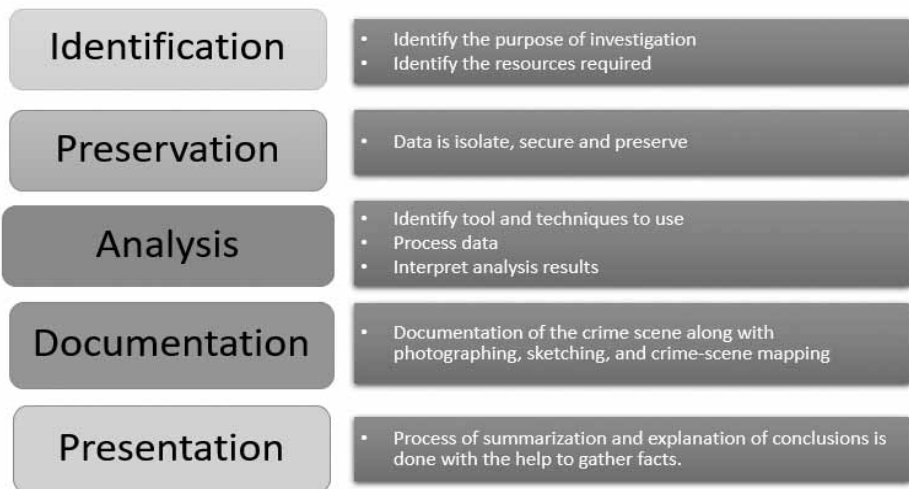 Identification
• Identify the purpose of investigation
• Identify the resources required
Preservation
• Data is isolate, secure and preserve
Analysis
• Identify tool and techniques to use
• Process data
• Interpret analysis results
Documentation
• Documentation of the crime scene along with
photographing, sketching, and crime-scene mapping
Presentation
• Process of summarization and explanation of conclusions is
done with the help to gather facts.